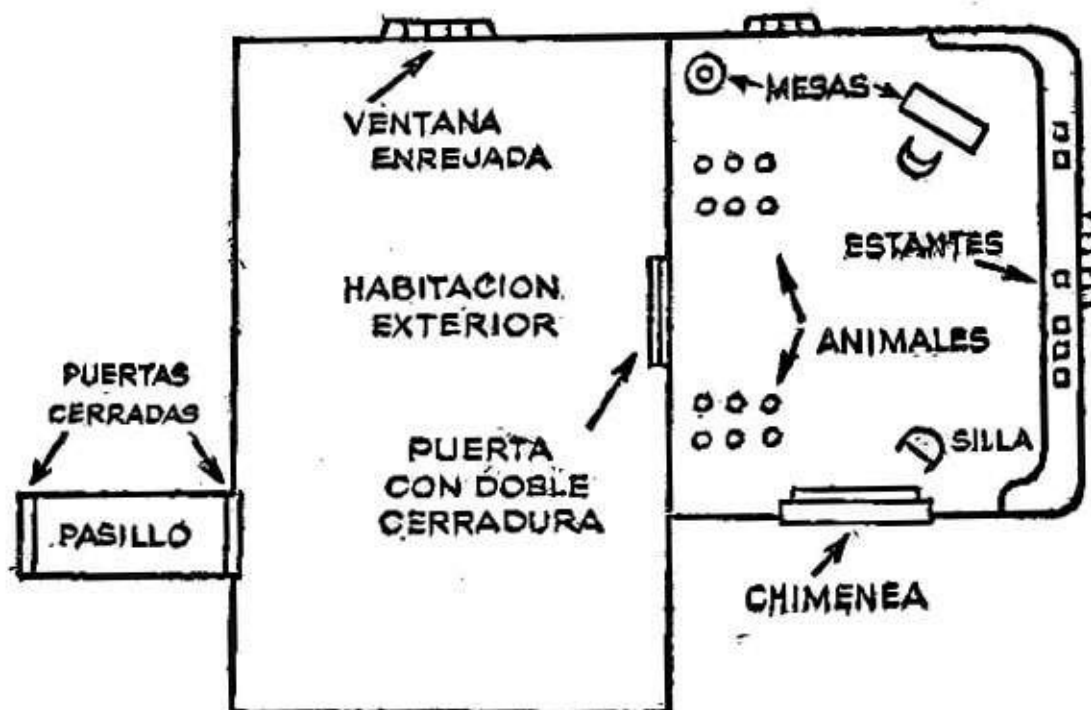 VENTANA
ENREJADA
MESAS
ESTANTES
HABITACION
EXTERIOR
ANIMALES
PUERTAS
CERRADAS
PUERTA
CON DOBLE
CERRADURA
SILLA
PASILLO
CHIMENEA